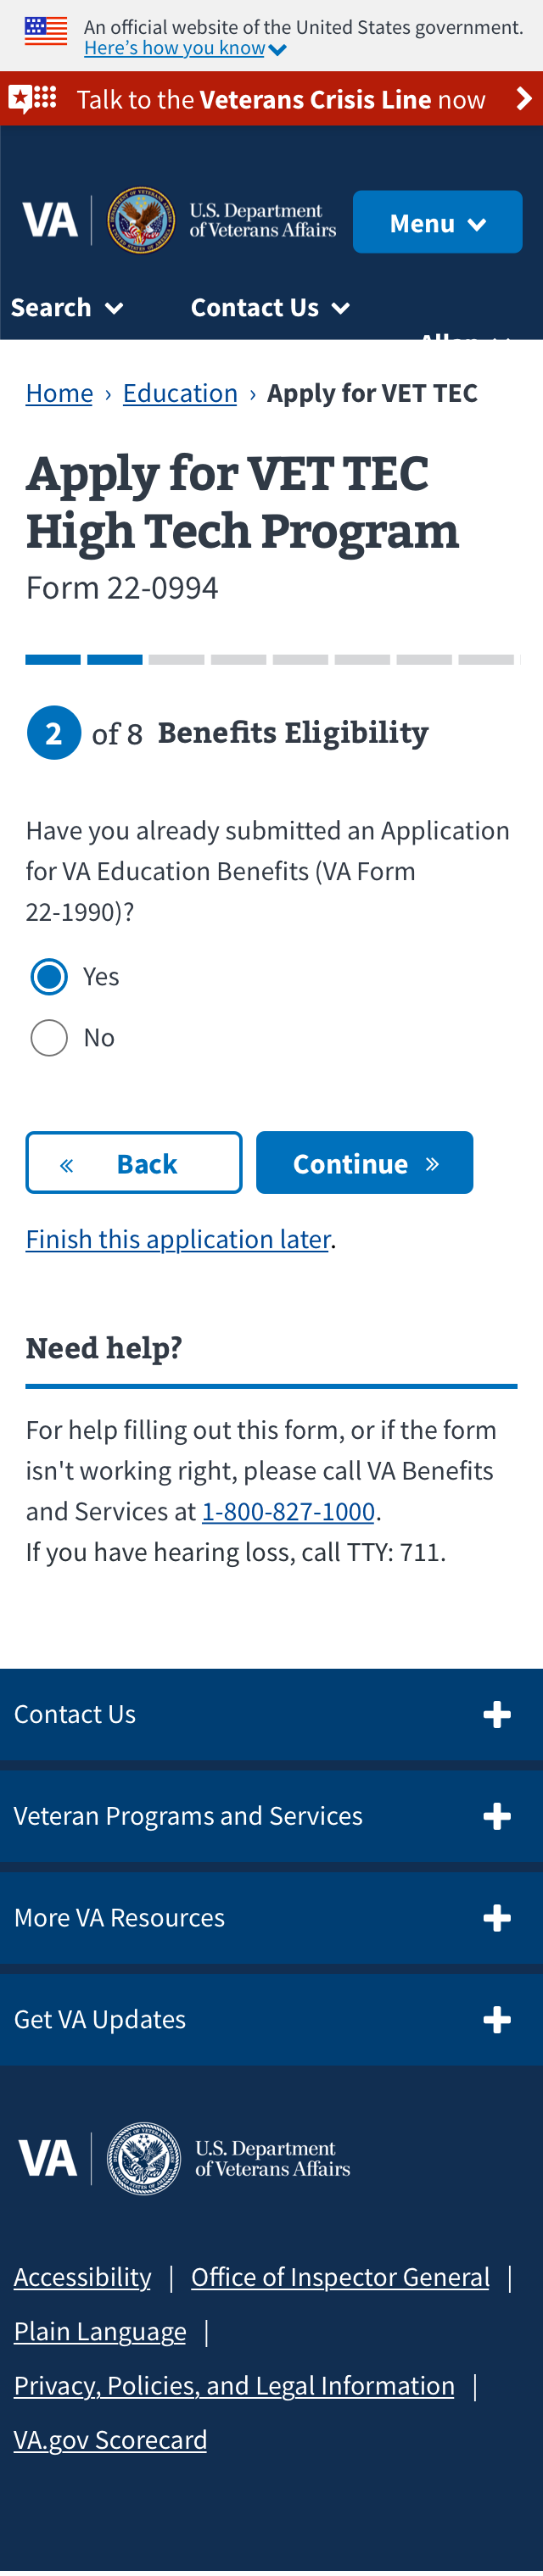 An official website of the United States government.
Here’s how you know
Talk to the Veterans Crisis Line now
VA
U.S. Department
of Veterans Affairs
Menu
Search
Contact Us
Home › Education › Apply for VET TEC
Apply for VET TEC
High Tech Program
Form 22-0994
2 of 8 Benefits Eligibility
Have you already submitted an Application
for VA Education Benefits (VA Form
22-1990)?
Yes
No
« Back
Continue »
Finish this application later.
Need help?
For help filling out this form, or if the form
isn't working right, please call VA Benefits
and Services at 1-800-827-1000.
If you have hearing loss, call TTY: 711.
Contact Us
Veteran Programs and Services
More VA Resources
Get VA Updates
VA
U.S. Department
of Veterans Affairs
Accessibility | Office of Inspector General |
Plain Language |
Privacy, Policies, and Legal Information |
VA.gov Scorecard